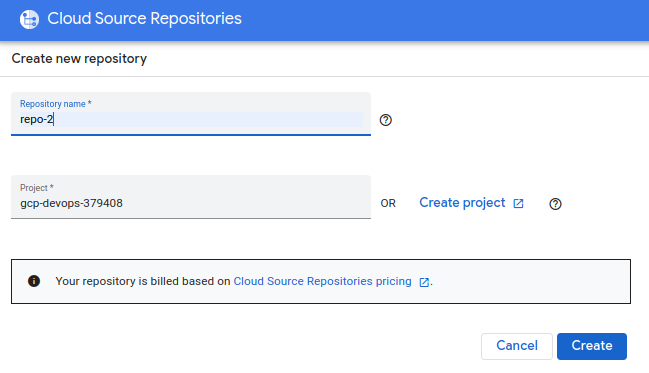 Cloud Source Repositories
Create new repository
Repository name *
repo-2
Project *
gcp-devops-379408
OR
Create project
Your repository is billed based on Cloud Source Repositories pricing .
Cancel
Create